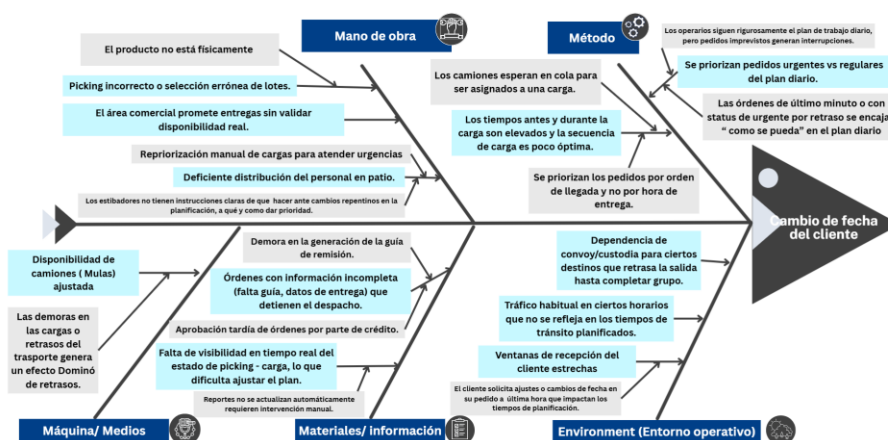 Mano de obra
El producto no está físicamente
Picking incorrecto o selección errónea de lotes.
El área comercial promete entregas sin validar
disponibilidad real.
Repriorización manual de cargas para atender urgencias
Deficiente distribución del personal en patio.
Los estibadores no tienen instrucciones claras de que hacer ante cambios repentinos en la
planificación, a qué y como dar prioridad.
Método
Los operarios siguen rigurosamente el plan de trabajo diario,
pero pedidos imprevistos generan interrupciones.
Los camiones esperan en cola para
ser asignados a una carga.
Se priorizan pedidos urgentes vs regulares
del plan diario.
Las órdenes de último minuto o con
status de urgente por retraso se encaja
“ como se pueda” en el plan diario
Los tiempos antes y durante la
carga son elevados y la secuencia
de carga es poco óptima.
Se priorizan los pedidos por orden
de llegada y no por hora de
entrega.
Cambio de fecha
del cliente
Disponibilidad de
camiones ( Mulas)
ajustada
Las demoras en
las cargas o
retrasos del
trasporte genera
un efecto Dominó
de retrasos.
Máquina/ Medios
Demora en la generación de la guía
de remisión.
Órdenes con información incompleta
(falta guía, datos de entrega) que
detienen el despacho.
Aprobación tardía de órdenes por parte de crédito.
Falta de visibilidad en tiempo real del
estado de picking - carga, lo que
dificulta ajustar el plan.
Reportes no se actualizan automáticamente
requieren intervención manual.
Materiales/ información
Dependencia de
convoy/custodia para ciertos
destinos que retrasa la salida
hasta completar grupo.
Tráfico habitual en ciertos horarios
que no se refleja en los tiempos de
tránsito planificados.
Ventanas de recepción del
cliente estrechas
El cliente solicita ajustes o cambios de fecha en
su pedido a última hora que impactan los
tiempos de planificación.
Environment (Entorno operativo)